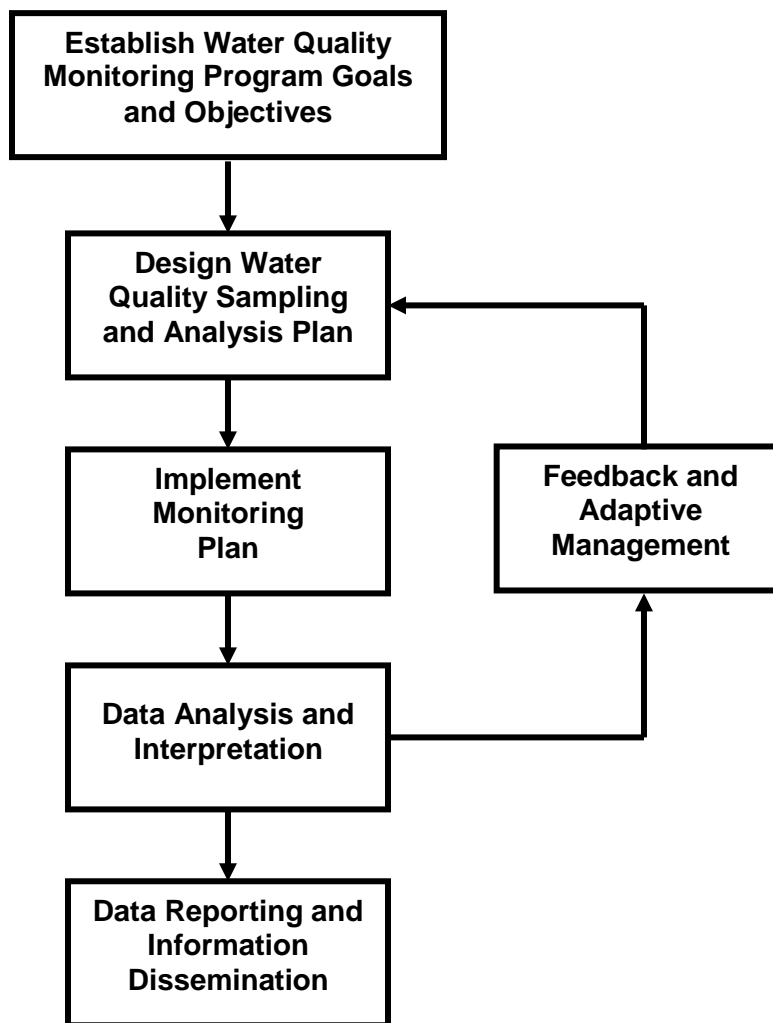 Establish Water Quality
Monitoring Program Goals
and Objectives
Design Water
Quality Sampling
and Analysis Plan
Implement
Monitoring
Plan
Feedback and
Adaptive
Management
Data Analysis and
Interpretation
Data Reporting and
Information
Dissemination